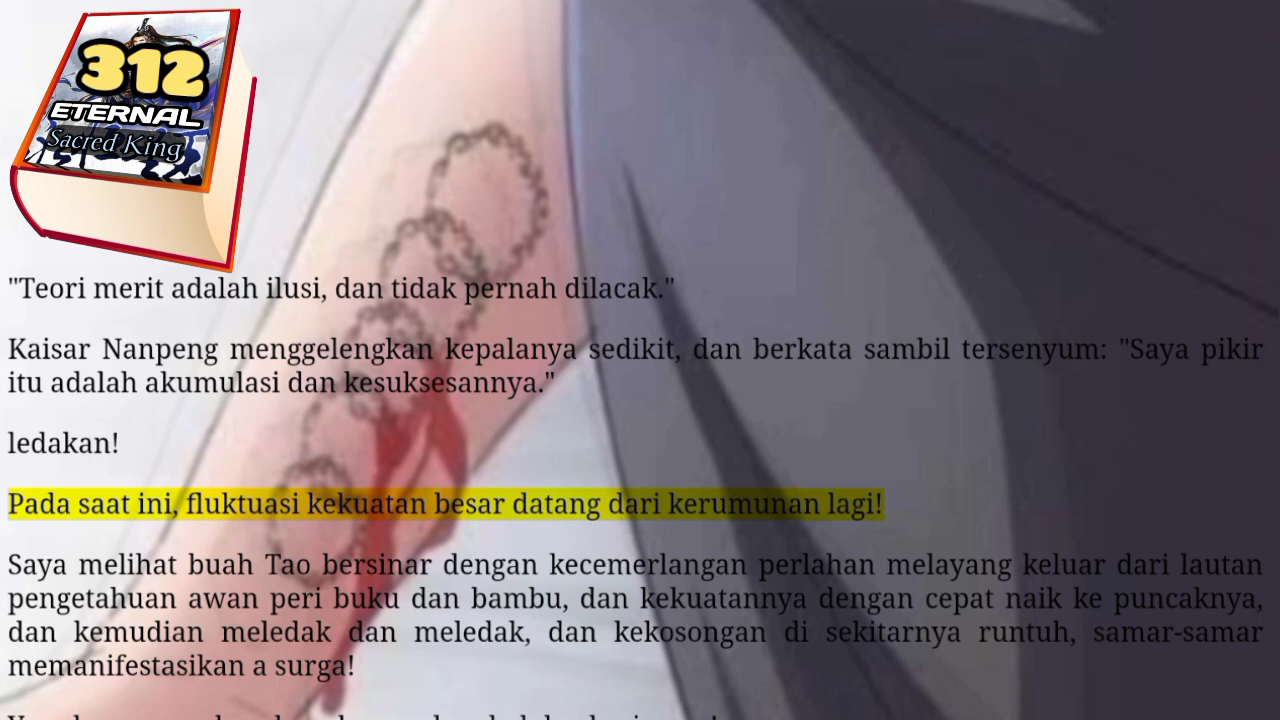 312
ETERNAL
Sacred King
"Teori merit adalah ilusi, dan tidak pernah dilacak."
Kaisar Nanpeng menggelengkan kepalanya sedikit, dan berkata sambil tersenyum: "Saya pikir
itu adalah akumulasi dan kesuksesannya."
ledakan!
Pada saat ini, fluktuasi kekuatan besar datang dari kerumunan lagi!
Saya melihat buah Tao bersinar dengan kecemerlangan perlahan melayang keluar dari lautan
pengetahuan awan peri buku dan bambu, dan kekuatannya dengan cepat naik ke puncaknya,
dan kemudian meledak dan meledak, dan kekosongan di sekitarnya runtuh, samar-samar
memanifestasikan a surga!